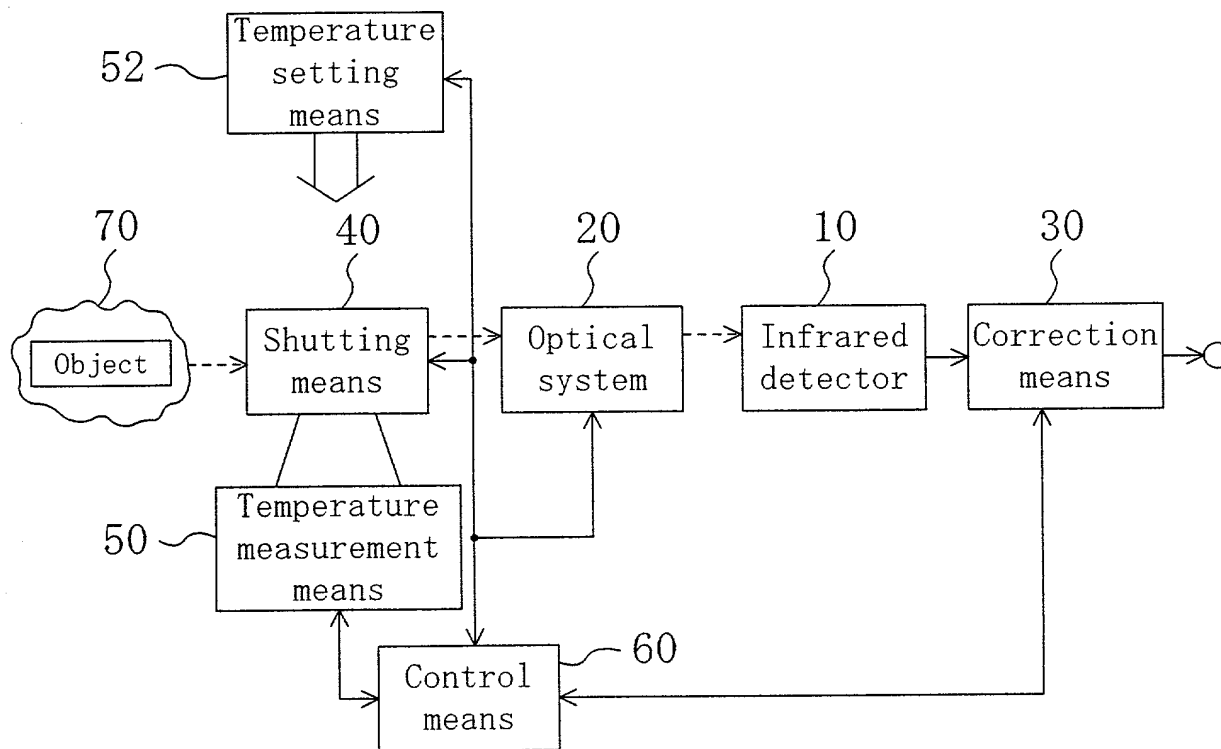 52
Temperature
setting
means
70
40
20
10
30
Object
Shutting
means
Optical
system
Infrared
detector
Correction
means
50
Temperature
measurement
means
60
Control
means